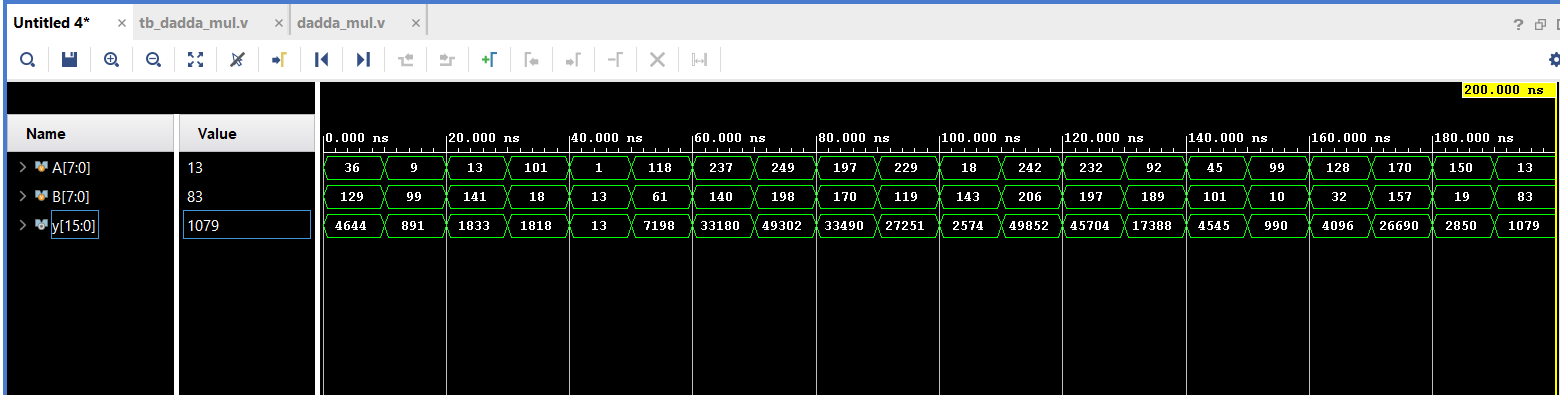 Untitled 4* × tb_dadda_mul.v × dadda_mul.v ×
?
200.000 ns
Name Value
0.000 ns 20.000 ns 40.000 ns 60.000 ns 80.000 ns 100.000 ns 120.000 ns 140.000 ns 160.000 ns 180.000 ns
A[7:0] 13 36 9 13 101 1 118 237 249 197 229 18 242 232 92 45 99 128 170 150 13
B[7:0] 83 129 99 141 18 13 61 140 198 170 119 143 206 197 189 101 10 32 157 19 83
y[15:0] 1079 4644 891 1833 1818 13 7198 33180 49302 33490 27251 2574 49852 45704 17388 4545 990 4096 26690 2850 1079